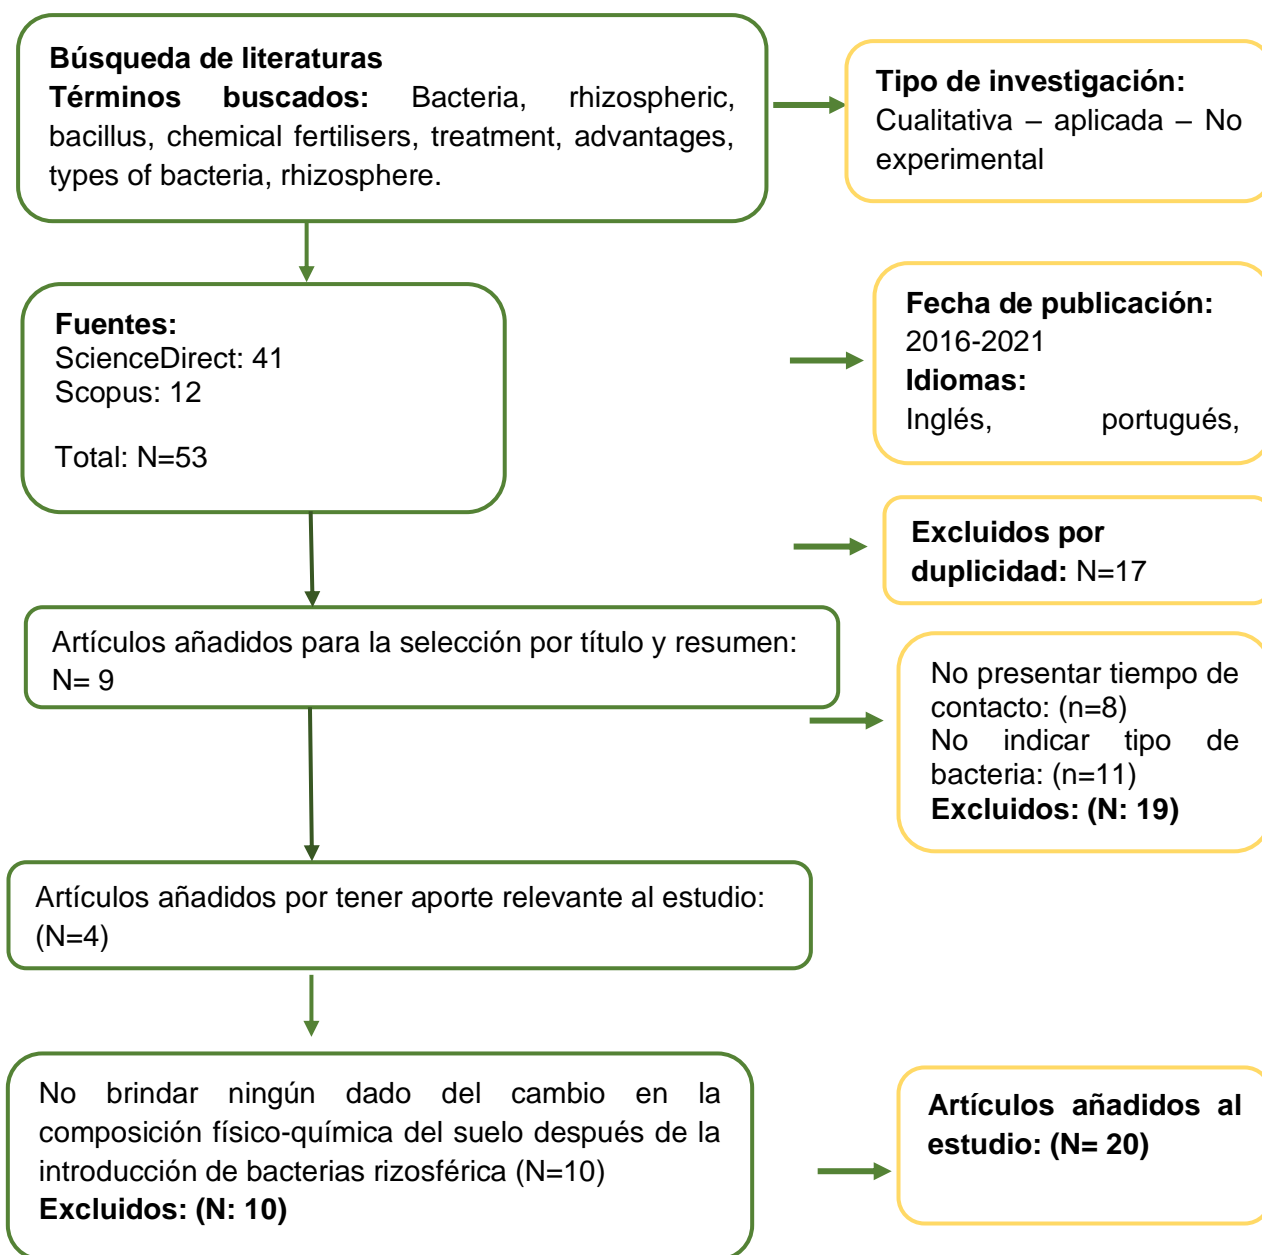 Búsqueda de literaturas
Términos buscados: Bacteria, rhizospheric,
bacillus, chemical fertilisers, treatment, advantages,
types of bacteria, rhizosphere.
Tipo de investigación:
Cualitativa – aplicada – No
experimental
Fuentes:
ScienceDirect: 41
Scopus: 12
Total: N=53
Fecha de publicación:
2016-2021
Idiomas:
Inglés, portugués,
Excluidos por
duplicidad: N=17
Artículos añadidos para la selección por título y resumen:
N= 9
No presentar tiempo de
contacto: (n=8)
No indicar tipo de
bacteria: (n=11)
Excluidos: (N: 19)
Artículos añadidos por tener aporte relevante al estudio:
(N=4)
No brindar ningún dado del cambio en la
composición físico-química del suelo después de la
introducción de bacterias rizosférica (N=10)
Excluidos: (N: 10)
Artículos añadidos al
estudio: (N= 20)